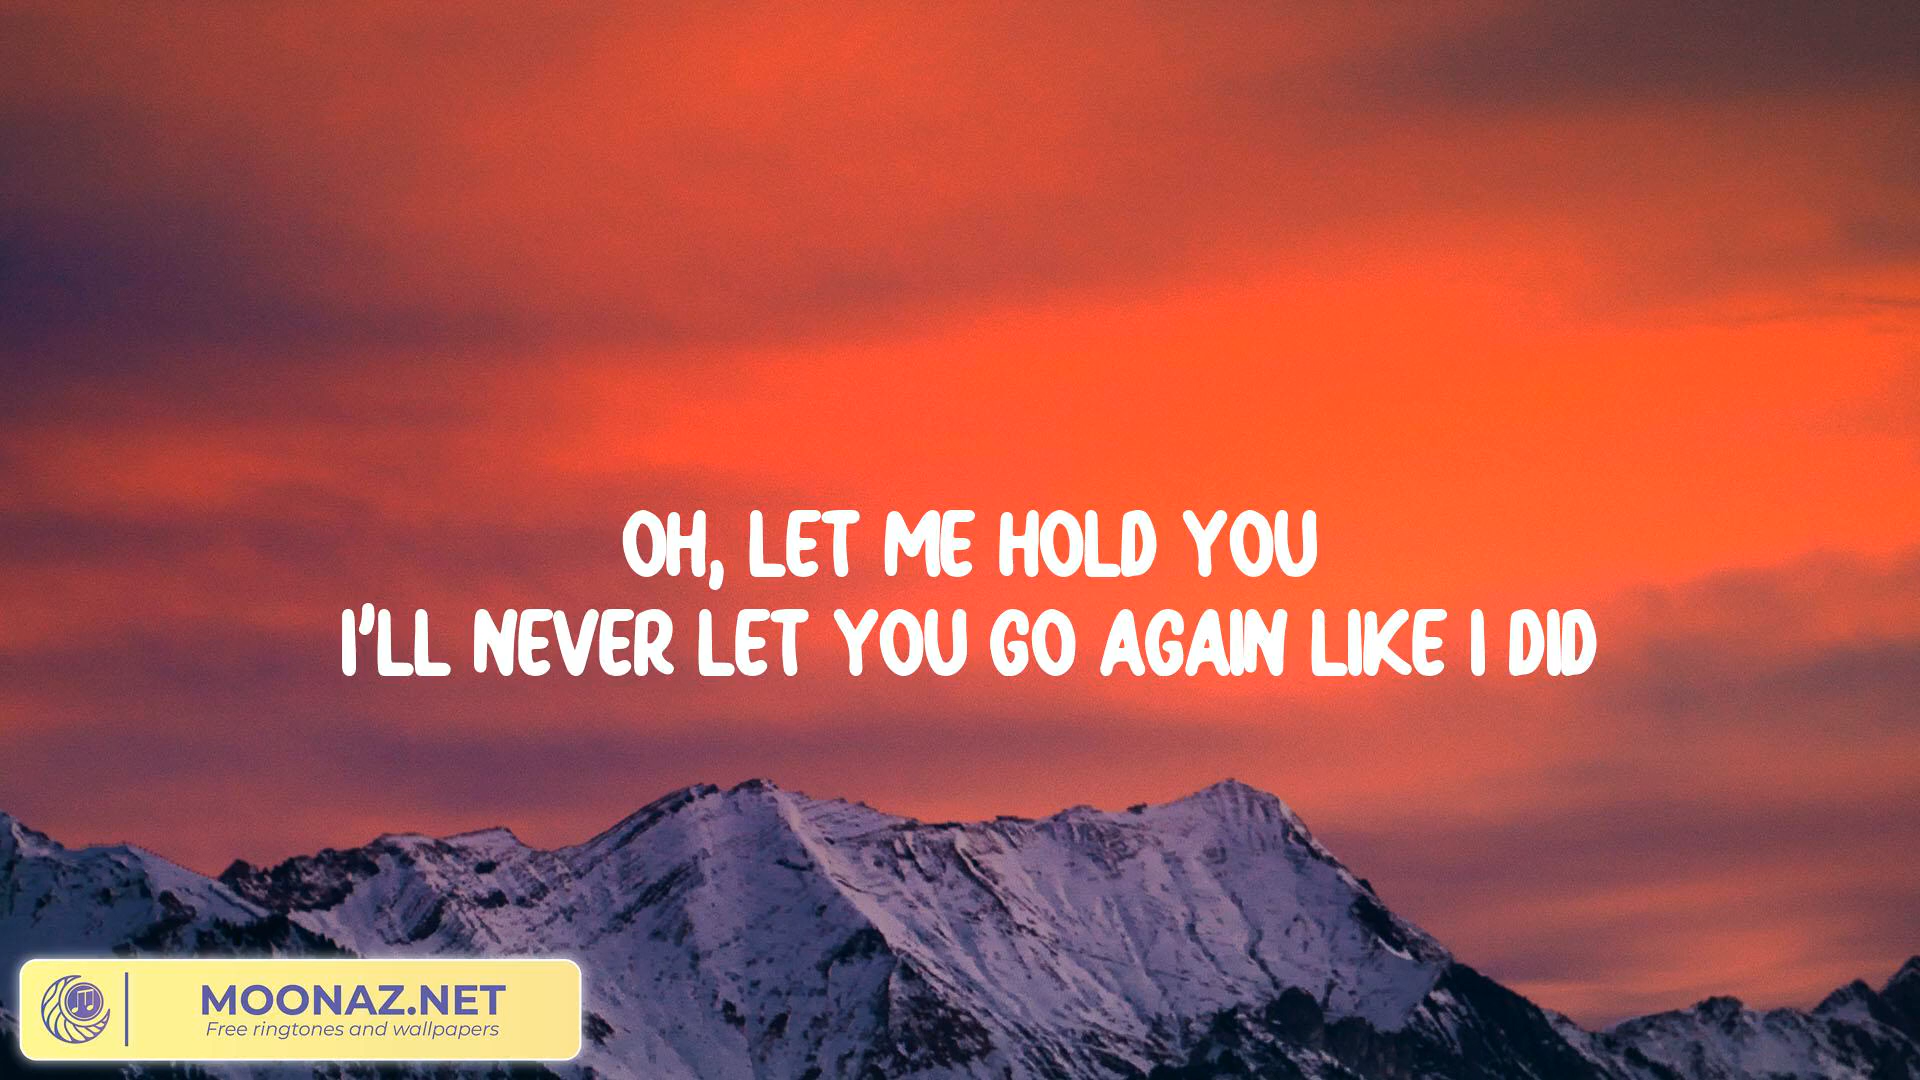 OH, LET ME HOLD YOU
I'LL NEVER LET YOU GO AGAIN LIKE I DID
MOONAZ.NET
Free ringtones and wallpapers